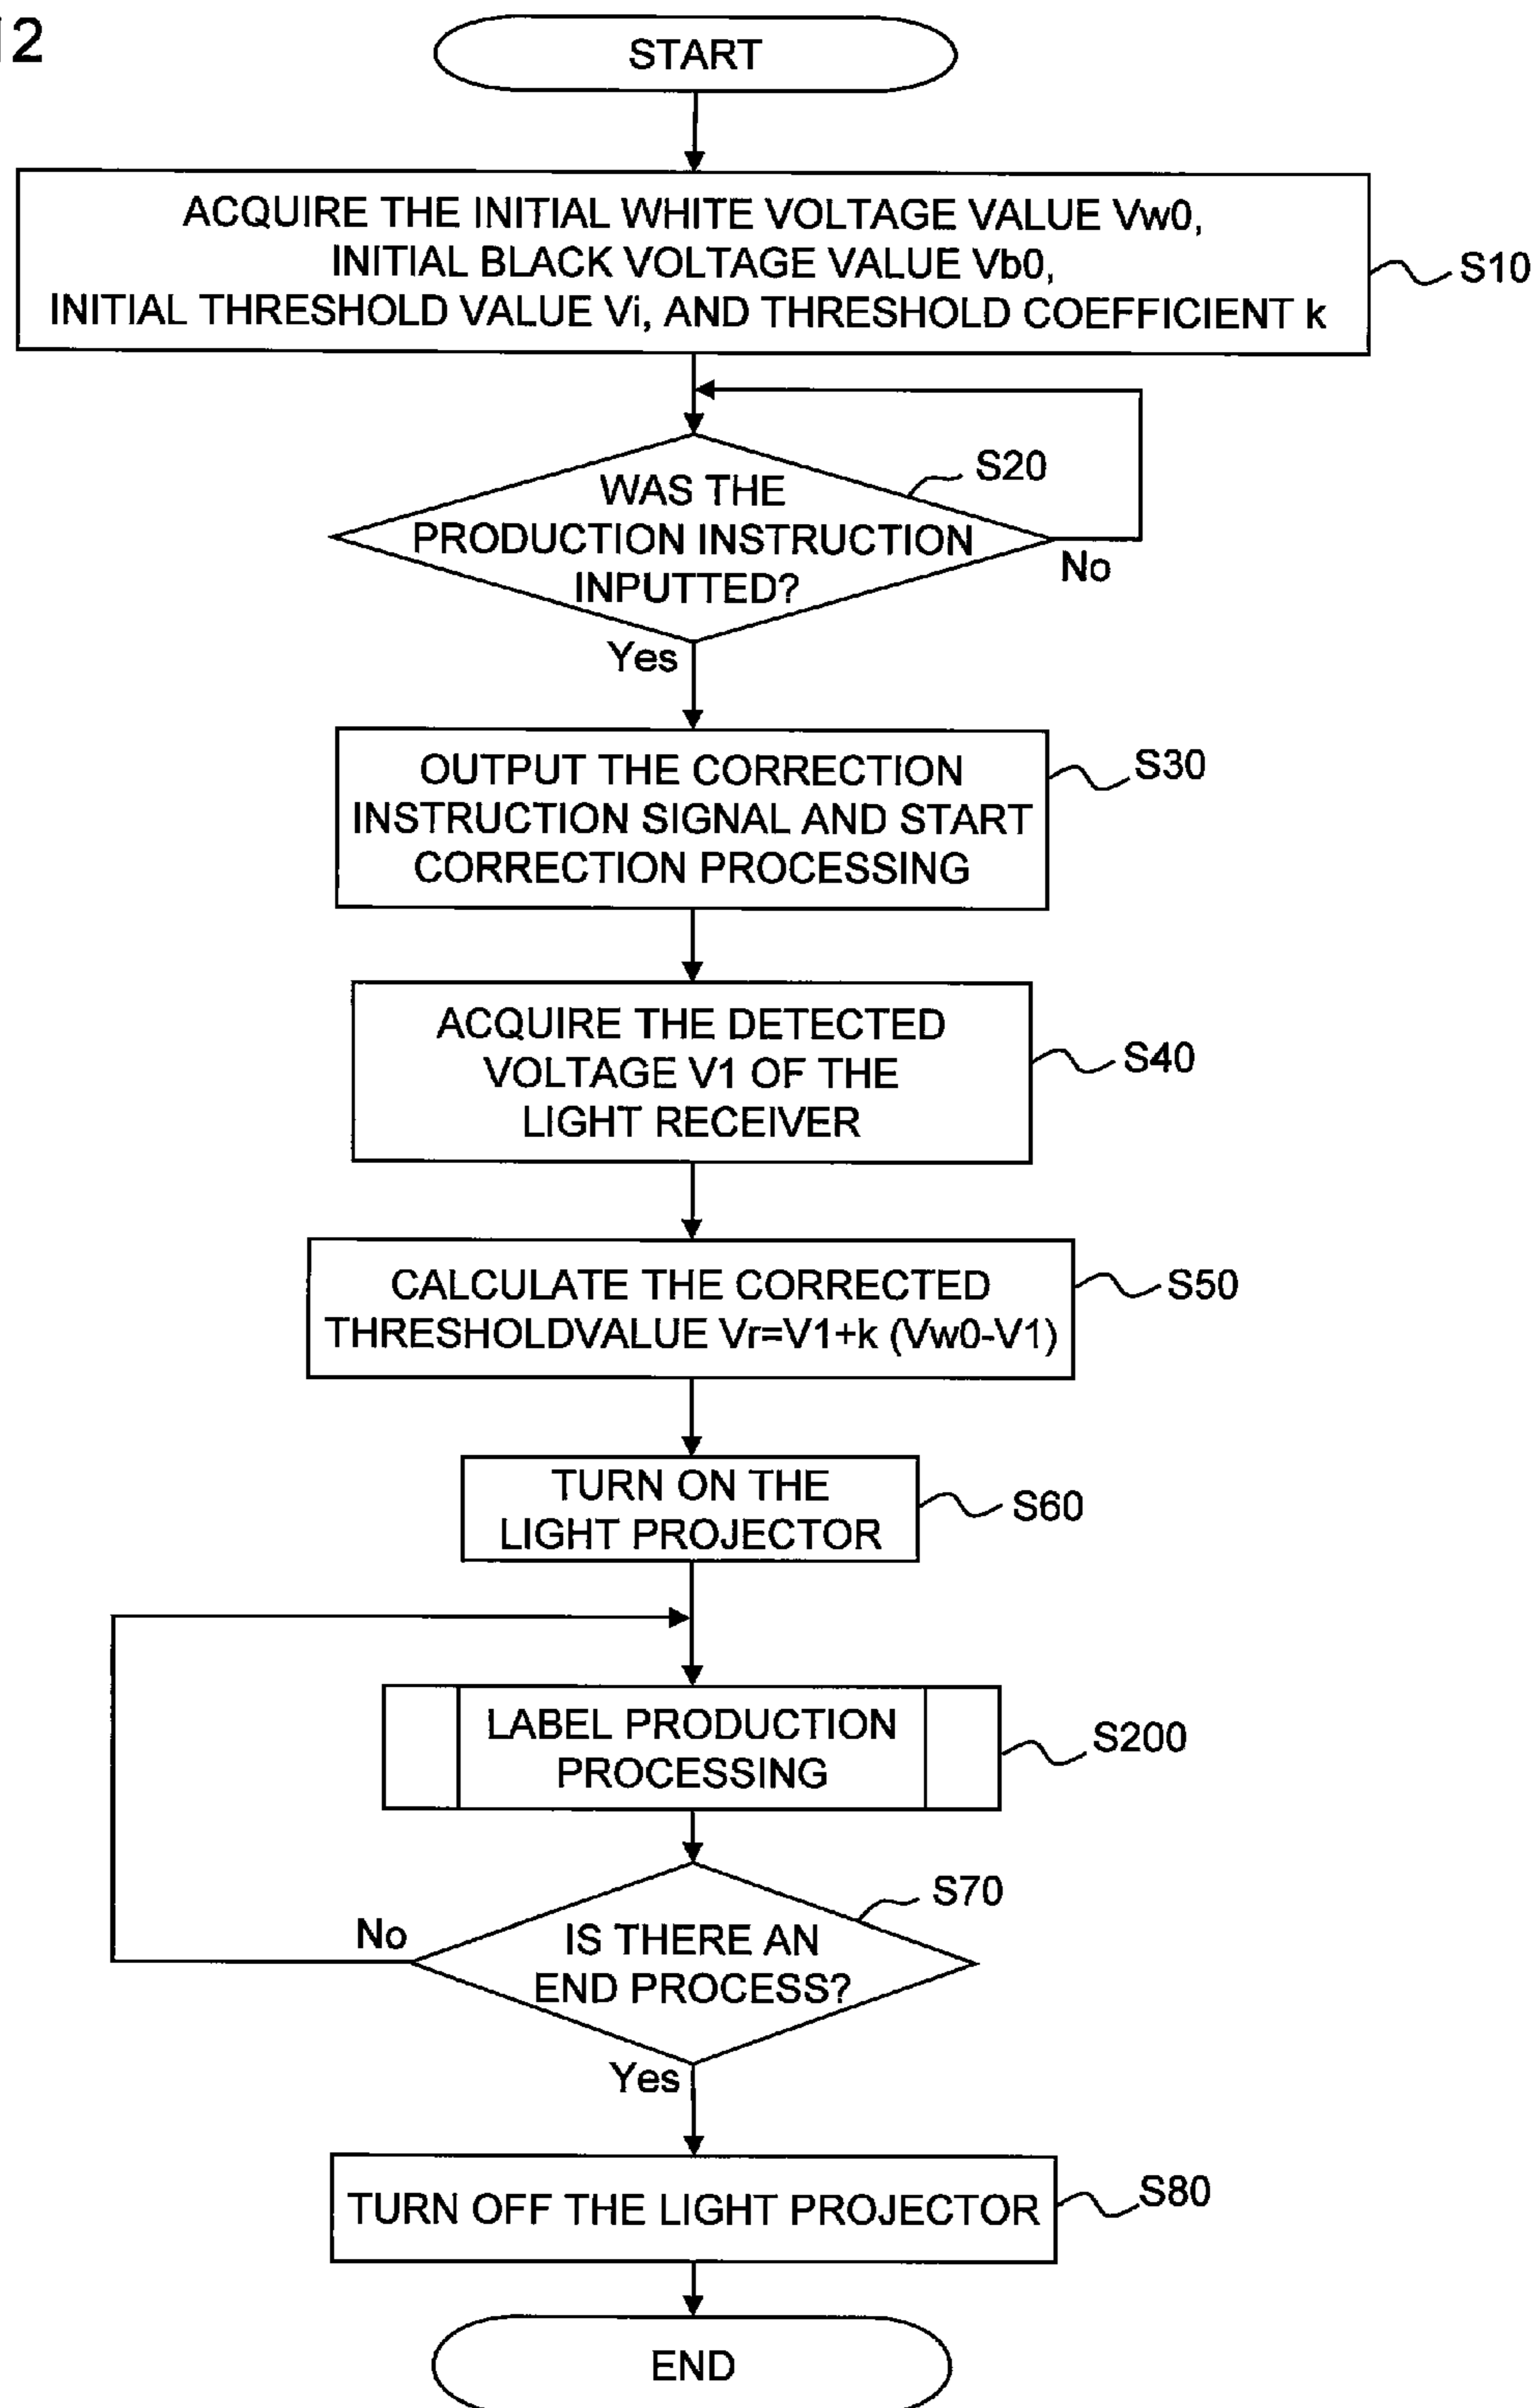 12
START
ACQUIRE THE INITIAL WHITE VOLTAGE VALUE Vw0,
INITIAL BLACK VOLTAGE VALUE Vb0,
INITIAL THRESHOLD VALUE Vi, AND THRESHOLD COEFFICIENT k
S10
S20
WAS THE
PRODUCTION INSTRUCTION
INPUTTED?
No
Yes
OUTPUT THE CORRECTION
INSTRUCTION SIGNAL AND START
CORRECTION PROCESSING
S30
ACQUIRE THE DETECTED
VOLTAGE V1 OF THE
LIGHT RECEIVER
S40
CALCULATE THE CORRECTED
THRESHOLDVALUE Vr=V1+k (Vw0-V1)
S50
TURN ON THE
LIGHT PROJECTOR
S60
LABEL PRODUCTION
PROCESSING
S200
S70
No
IS THERE AN
END PROCESS?
Yes
TURN OFF THE LIGHT PROJECTOR
S80
END